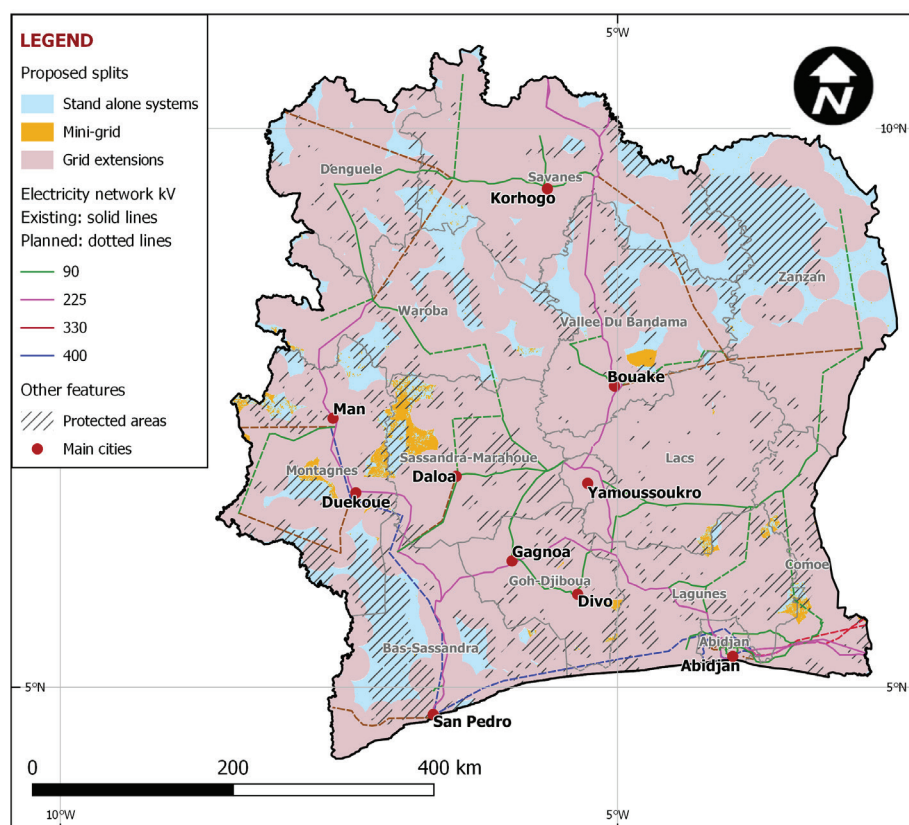 LEGEND
Proposed splits
Stand alone systems
Mini-grid
Grid extensions
Electricity network kV
Existing: solid lines
Planned: dotted lines
90
225
330
400
Other features
Protected areas
Main cities
5°W
N
10°N
Denguele
Savanes
Korhogo
Zanzan
Waroba
Vallee Du Bandama
Bouake
Man
Sassandra-Marahoue
Lacs
Montagnes
Daloa
Yamoussoukro
Duekoue
Gagnoa
Comoe
Goh-Djiboua
Divo
Lagunes
Abidjan
Bas-Sassandra
Abidjan
5°N
5°N
San Pedro
0 200 400 km
10°W
5°W